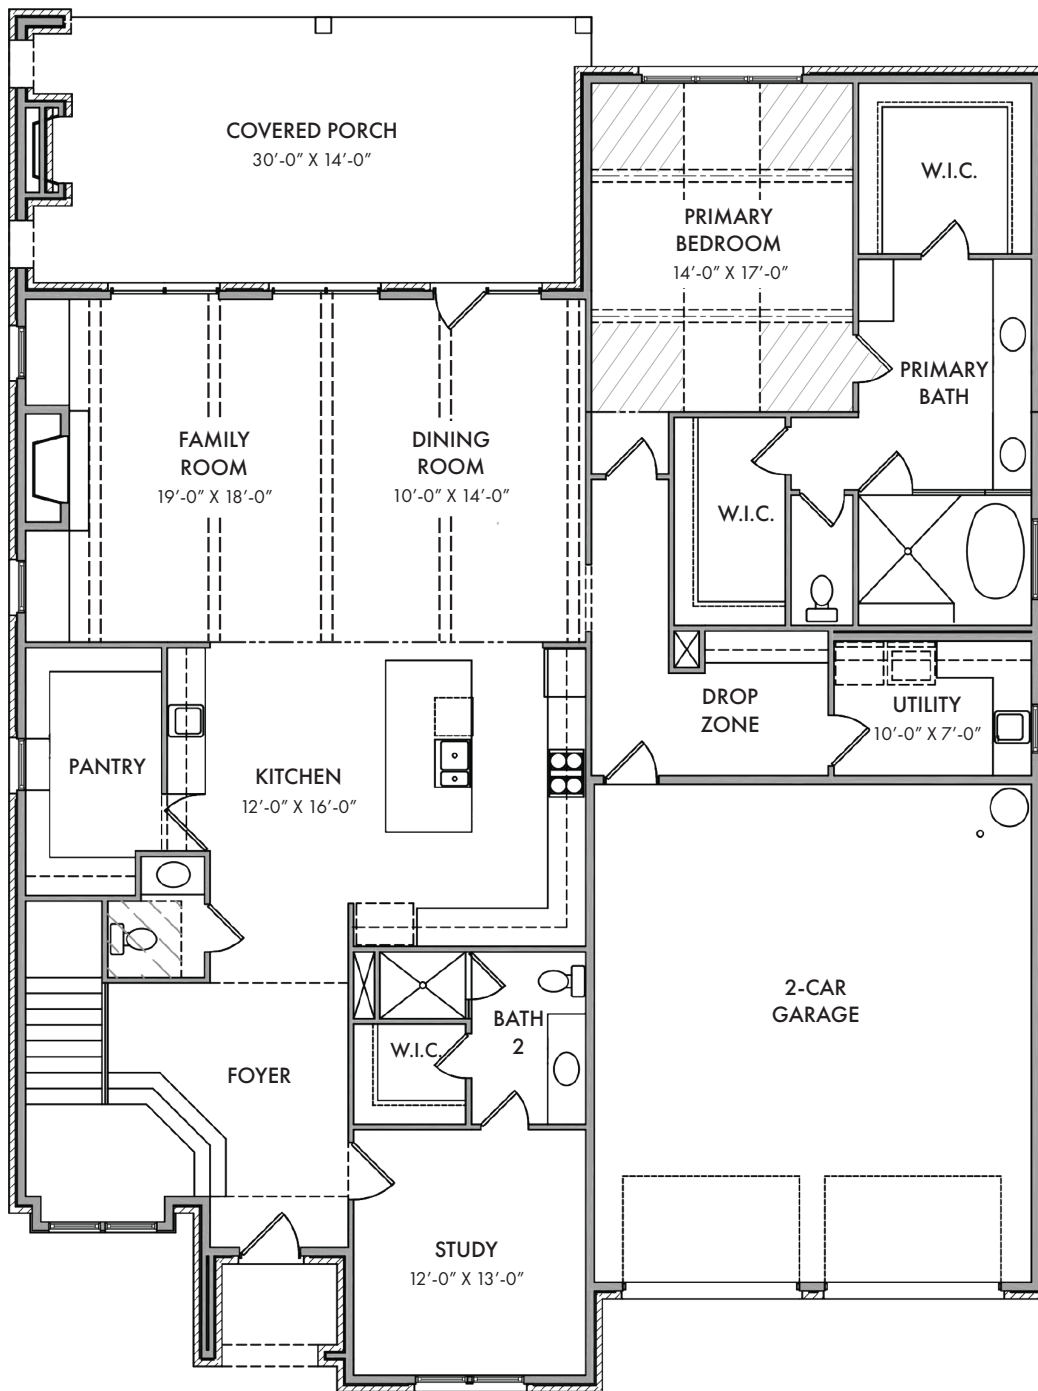 COVERED PORCH
30'-0” X 14'-0”
W.I.C.
PRIMARY
BEDROOM
14'-0” X 17'-0”
PRIMARY
BATH
FAMILY
ROOM
19'-0” X 18'-0”
DINING
ROOM
10'-0” X 14'-0”
W.I.C.
DROP
ZONE
UTILITY
10'-0” X 7'-0”
PANTRY
KITCHEN
12'-0” X 16'-0”
2-CAR
GARAGE
BATH
2
W.I.C.
FOYER
STUDY
12'-0” X 13'-0”